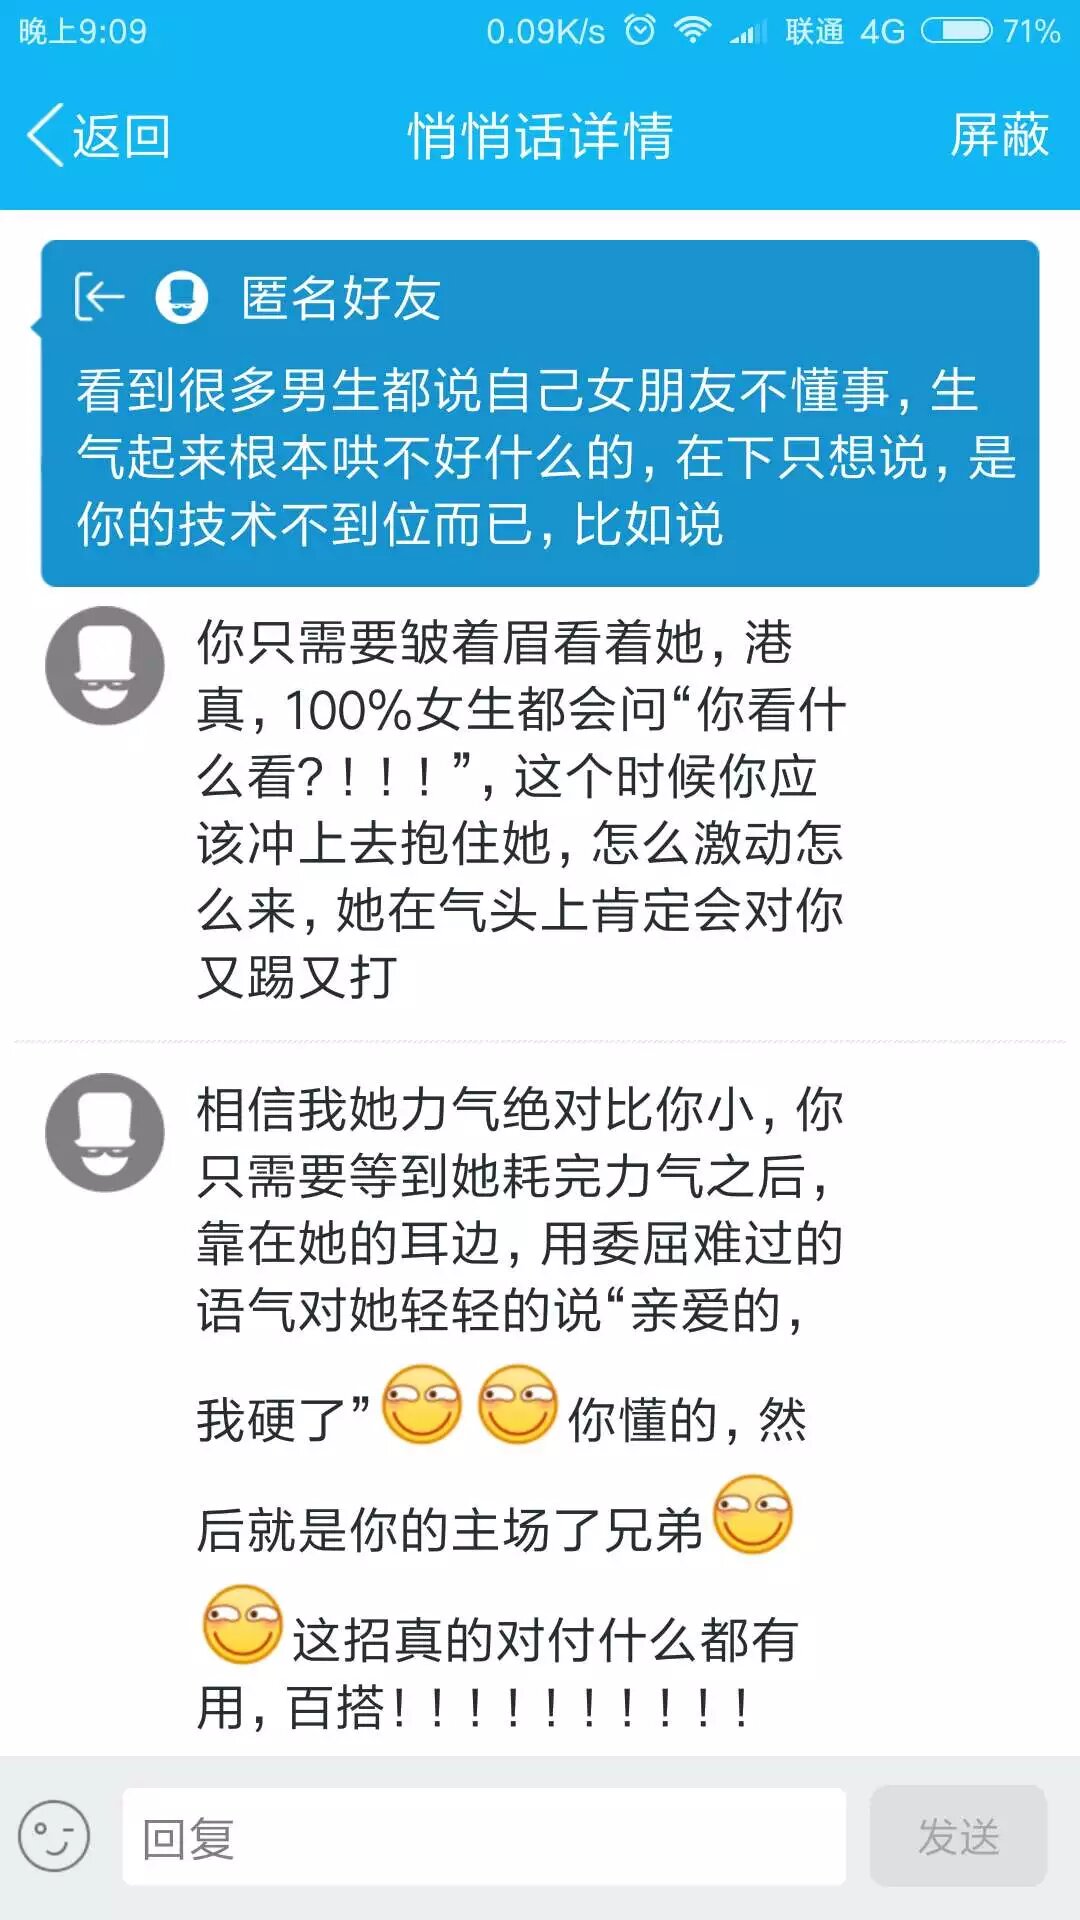 晚上9:09 0.09K/s 联通 4G 71%
返回 悄悄话详情 屏蔽
匿名好友
看到很多男生都说自己女朋友不懂事，生
气起来根本哄不好什么的，在下只想说，是
你的技术不到位而已，比如说
你只需要皱着眉看着她，港
真，100%女生都会问“你看什
么看?！！！”，这个时候你应
该冲上去抱住她，怎么激动怎
么来，她在气头上肯定会对你
又踢又打
相信我她力气绝对比你小，你
只需要等到她耗完力气之后，
靠在她的耳边，用委屈难过的
语气对她轻轻的说“亲爱的，
我硬了”你懂的，然
后就是你的主场了兄弟
这招真的对付什么都有
用，百搭！！！！！！！！！！
回复 发送